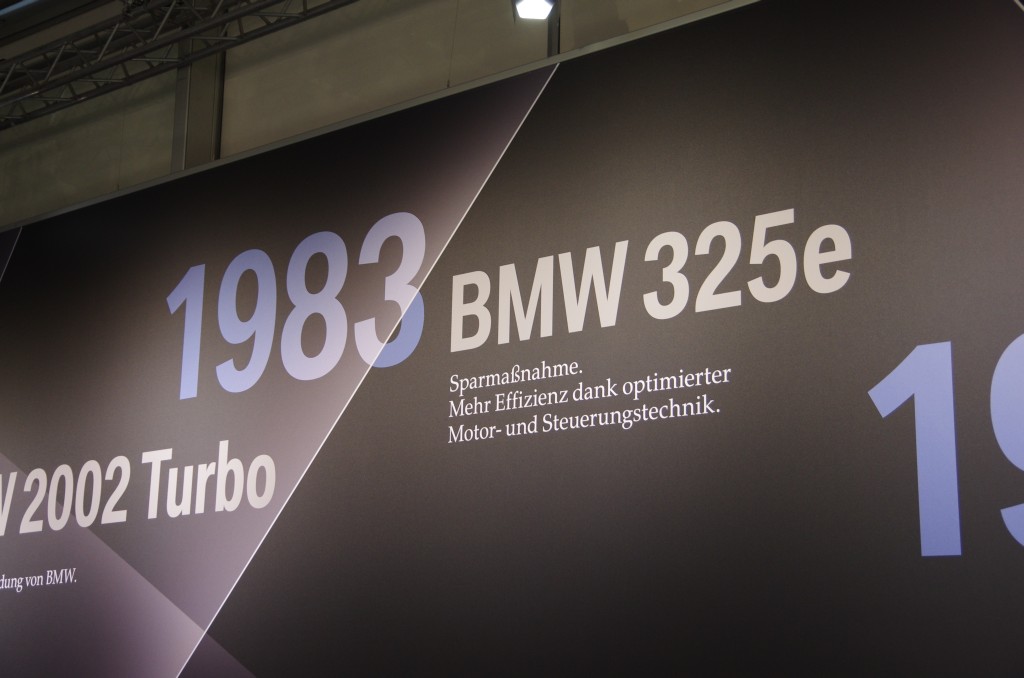 1983
BMW 325e
Sparmaßnahme.
Mehr Effizienz dank optimierter
Motor- und Steuerungstechnik.
2002 Turbo
von BMW.